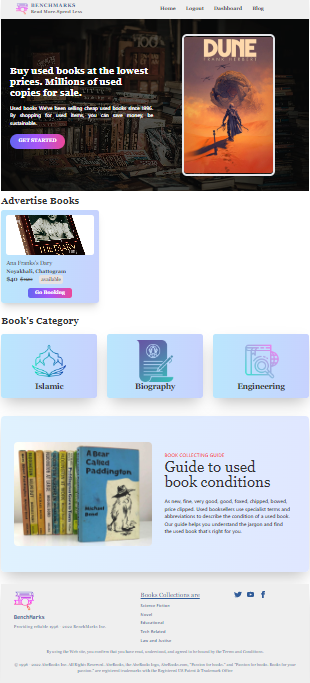 BENCHMARKS
Read More Spend Less
Home Logout Dashboard Blog
DUNE
FRANK HERBERT
Buy used books at the lowest
prices. Millions of used
copies for sale.
Used books We've been selling cheap used books since 1996.
By shopping for used items, you can save money, be
sustainable.
GET STARTED
Advertise Books
Noyakhali, Chattogram
$40
available
Go Booking
Book's Category
Islamic
Biography
Engineering
A Bear
Called
Paddington
Michael
Bond
BOOK COLLECTING GUIDE
Guide to used
book conditions
As new, fine, very good, good, foxed, chipped, bowed,
price clipped. Used booksellers use specialist terms and
abbreviations to describe the condition of a used book.
Our guide helps you understand the jargon and find
the used book that's right for you.
BenchMarks
Providing reliable 1996 - 2022 BenchMarks Inc.
Books Collections are
Science Fiction
Novel
Educational
Tech Related
Law and Justice
By using the Web site, you confirm that you have read, understood, and agreed to be bound by the Terms and Conditions.
© 1996 - 2022 AbeBooks Inc. All Rights Reserved. AbeBooks, the AbeBooks logo, AbeBooks.com, "Passion for books." and "Passion for books. Books for your
passion." are registered trademarks with the Registered US Patent & Trademark Office.